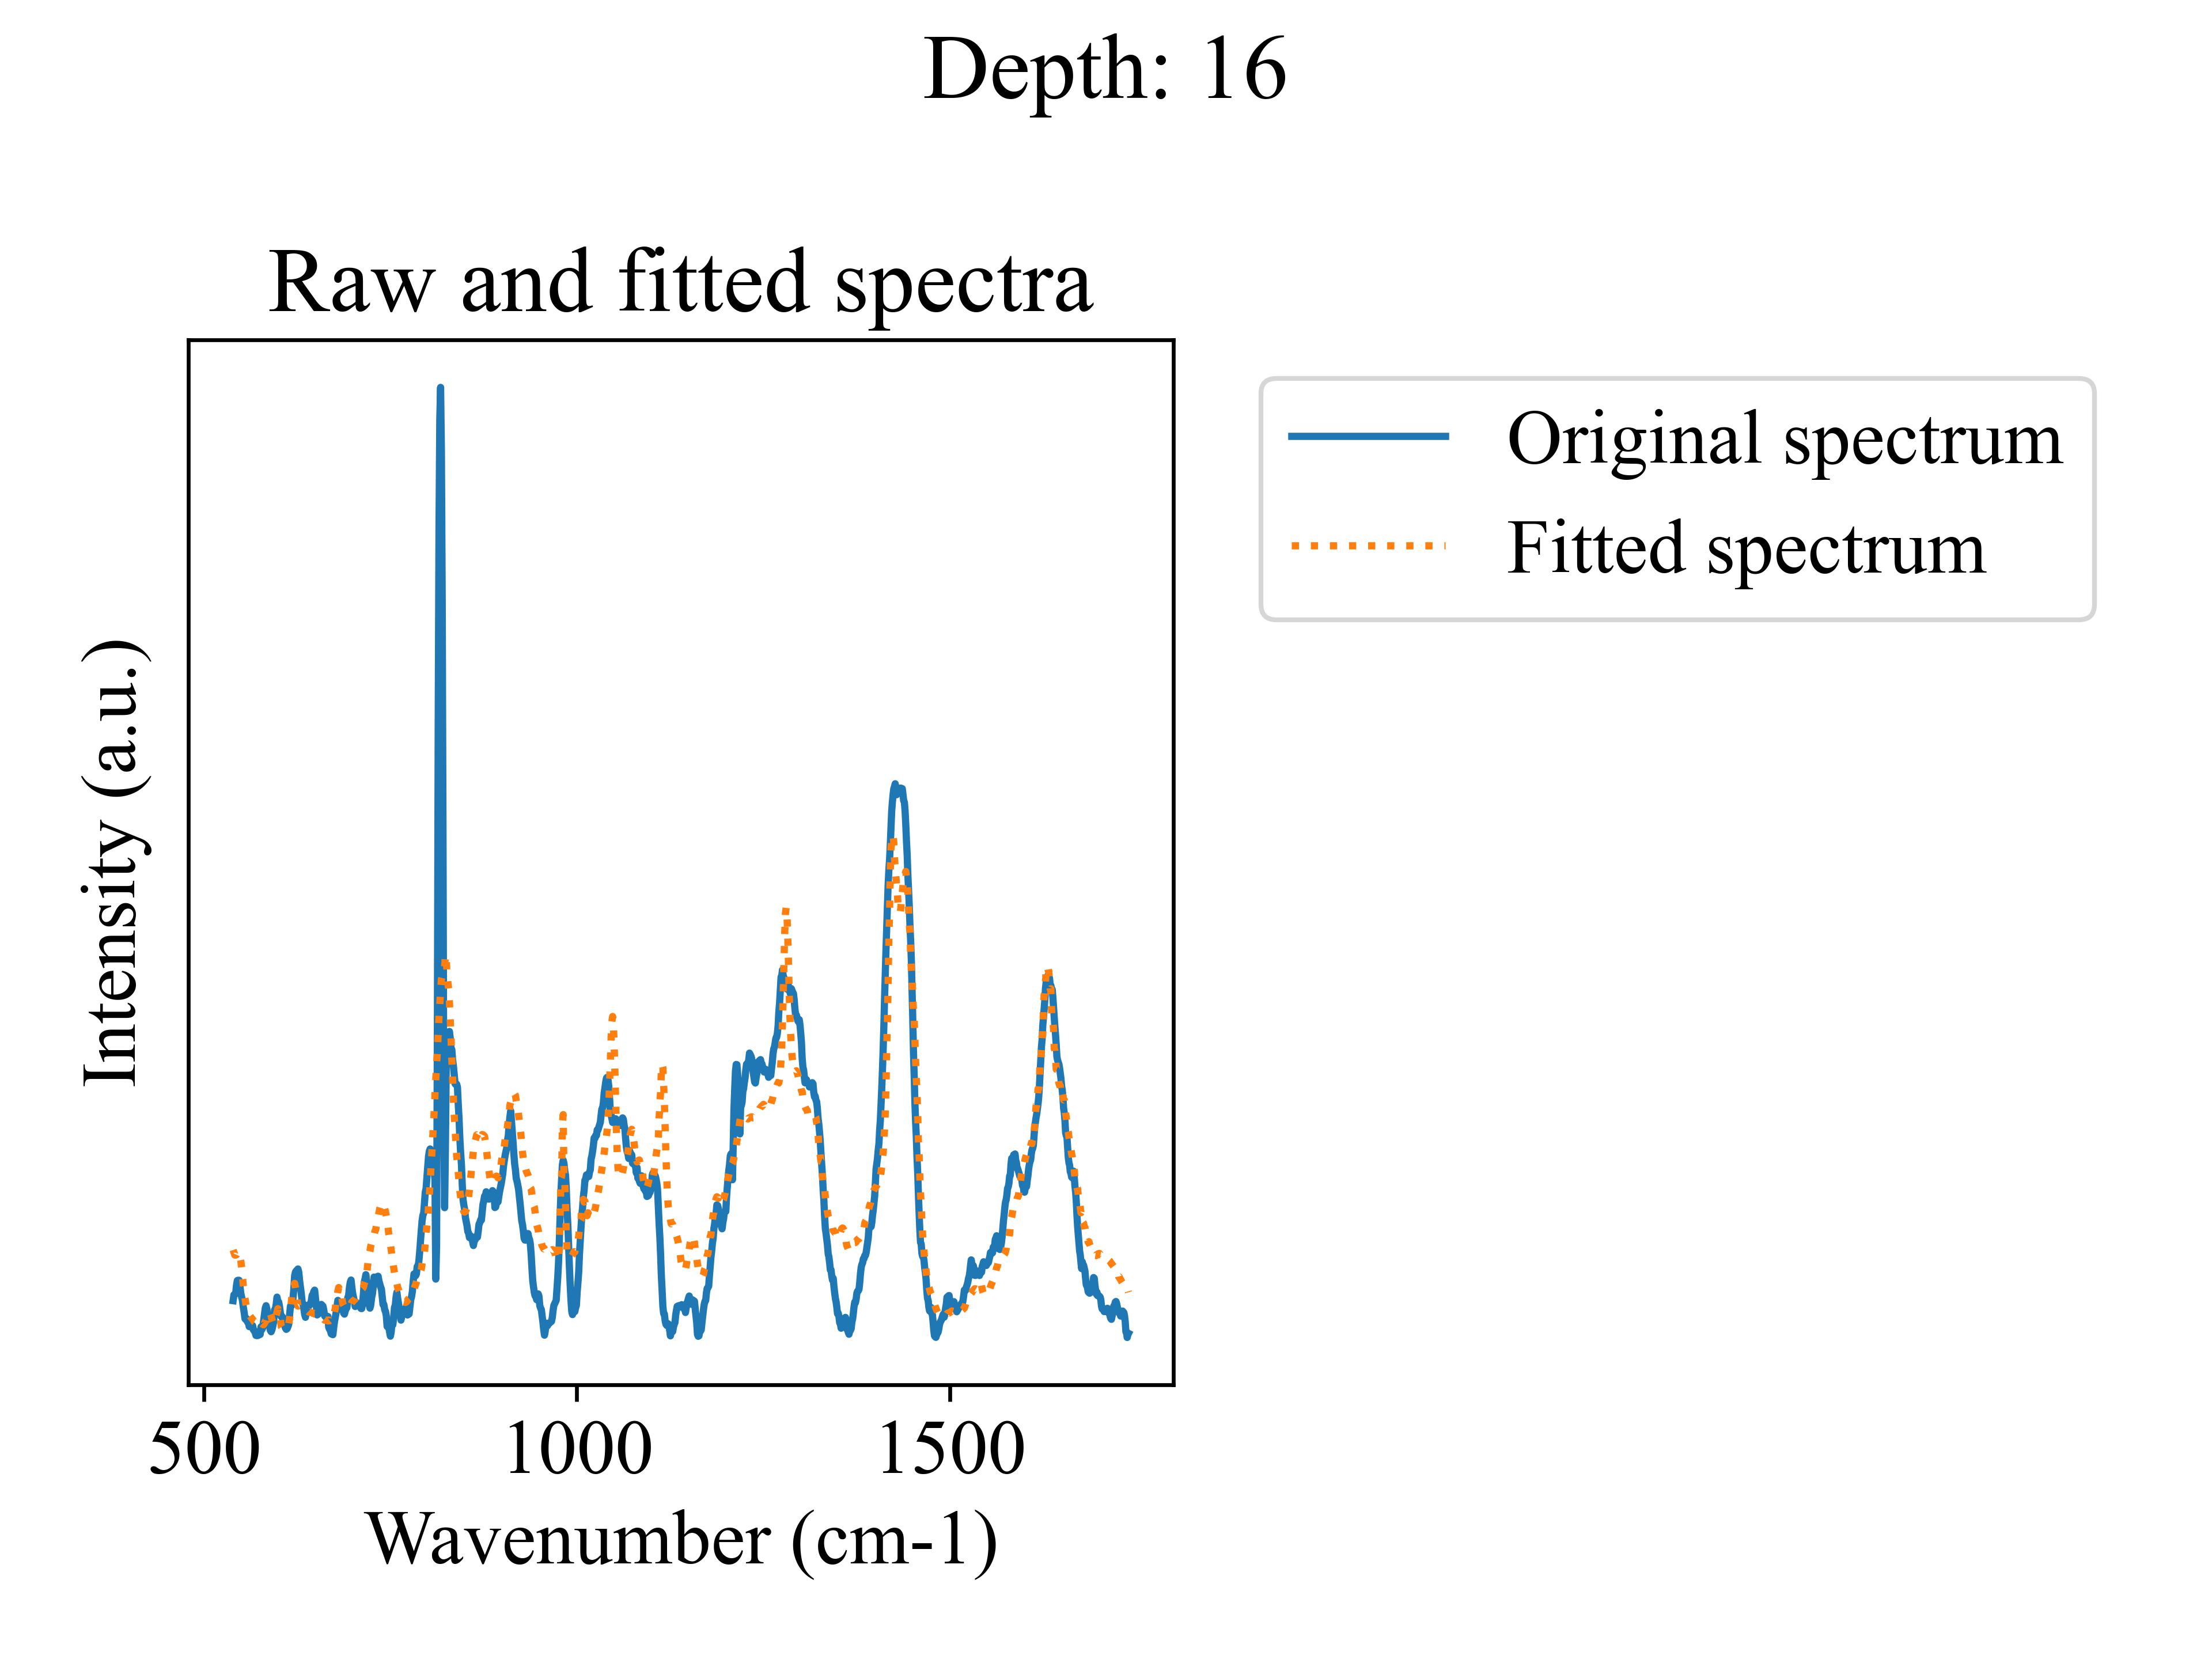 Depth: 16
Raw and fitted spectra
Original spectrum
Fitted spectrum
Intensity (a.u.)
500 1000 1500
Wavenumber (cm-1)